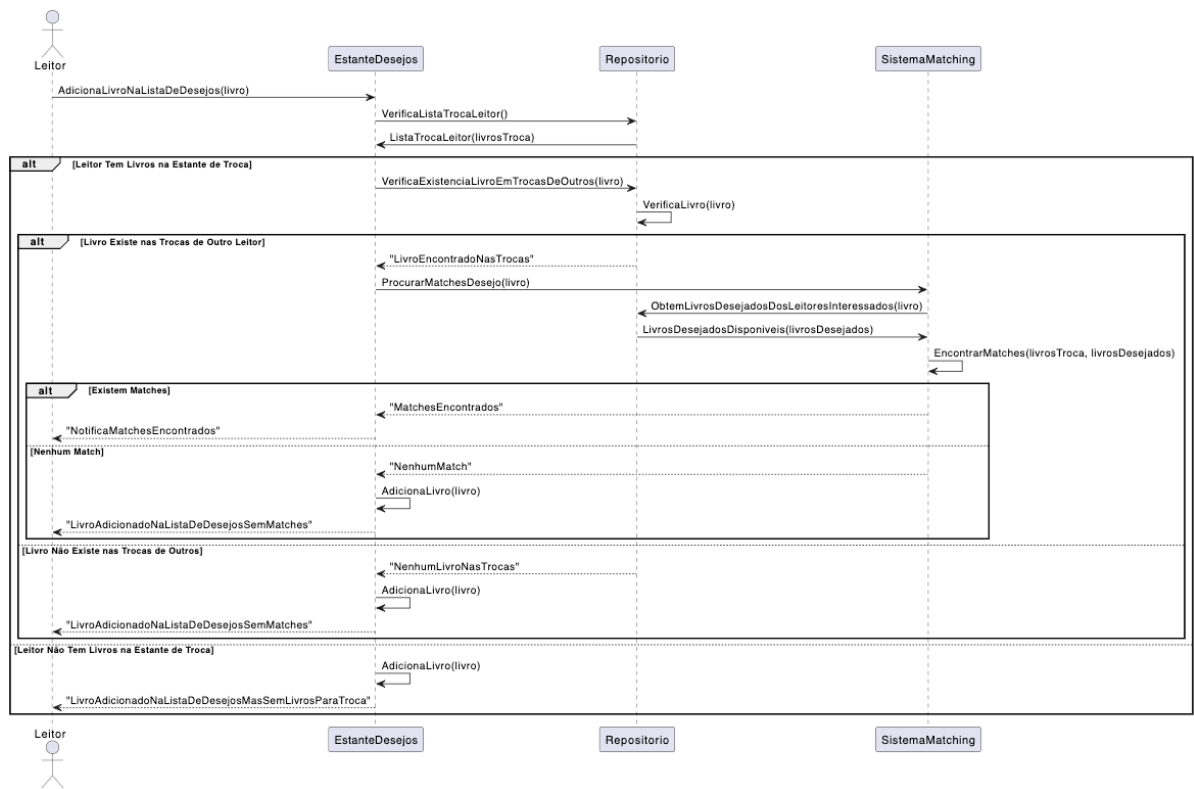 Leitor
EstanteDesejos
Repositorio
SistemaMatching
AdicionaLivroNaListaDeDesejos(livro)
VerificaListaTrocaLeitor()
ListaTrocaLeitor(livrosTroca)
alt
[Leitor Tem Livros na Estante de Troca]
VerificaExistenciaLivroEmTrocasDeOutros(livro)
VerificaLivro(livro)
alt
[Livro Existe nas Trocas de Outro Leitor]
"LivroEncontradoNasTrocas"
ProcurarMatchesDesejo(livro)
ObtemLivrosDesejadosDosLeitoresInteressados(livro)
LivrosDesejadosDisponiveis(livrosDesejados)
EncontrarMatches(livrosTroca, livrosDesejados)
alt
[Existem Matches]
"MatchesEncontrados"
"NotificaMatchesEncontrados"
[Nenhum Match]
"NenhumMatch"
AdicionaLivro(livro)
"LivroAdicionadoNaListaDeDesejosSemMatches"
[Livro Não Existe nas Trocas de Outros]
"NenhumLivroNasTrocas"
AdicionaLivro(livro)
"LivroAdicionadoNaListaDeDesejosSemMatches"
[Leitor Não Tem Livros na Estante de Troca]
AdicionaLivro(livro)
"LivroAdicionadoNaListaDeDesejosMasSemLivrosParaTroca"
Leitor
EstanteDesejos
Repositorio
SistemaMatching